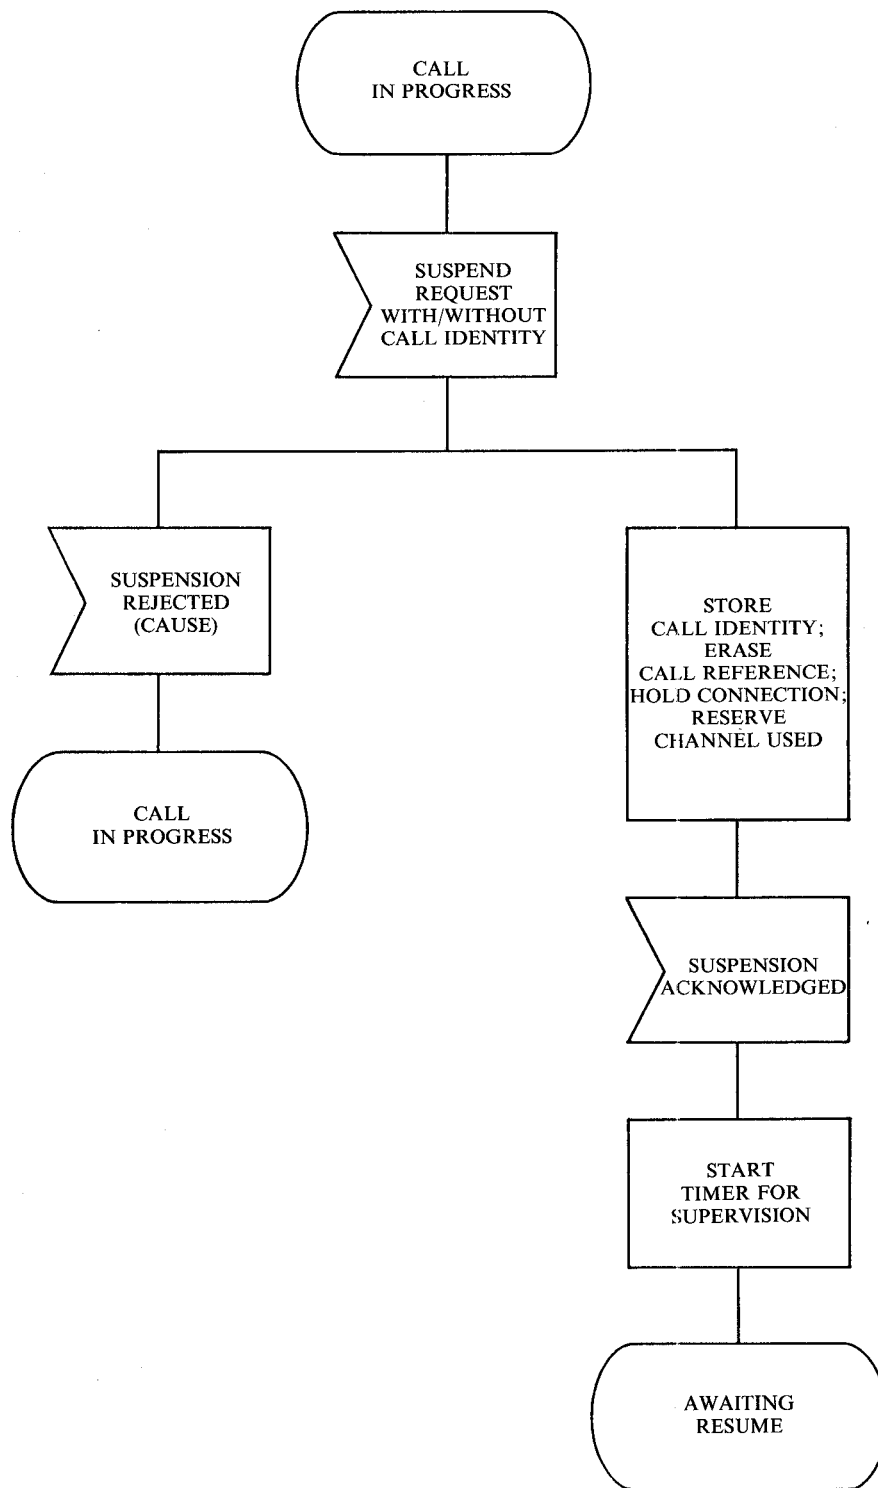 CALL
IN PROGRESS
SUSPEND
REQUEST
WITH/WITHOUT
CALL IDENTITY
SUSPENSION
REJECTED
(CAUSE)
CALL
IN PROGRESS
STORE
CALL IDENTITY;
ERASE
CALL REFERENCE;
HOLD CONNECTION;
RESERVE
CHANNEL USED
SUSPENSION
ACKNOWLEDGED
START
TIMER FOR
SUPERVISION
AWAITING
RESUME